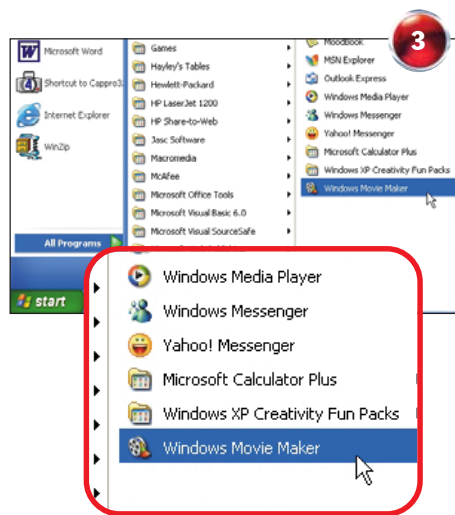 3
Microsoft Word
Shortcut to Cappro3
Internet Explorer
WinZip
All Programs
start
Games
Hayley's Tables
Hewlett-Packard
HP LaserJet 1200
HP Share-to-Web
Jasc Software
Macromedia
McAfee
Microsoft Office Tools
Microsoft Visual Basic 6.0
Microsoft Visual SourceSafe
MoodBook
MSN Explorer
Outlook Express
Windows Media Player
Windows Messenger
Yahoo! Messenger
Microsoft Calculator Plus
Windows XP Creativity Fun Packs
Windows Movie Maker
Windows Media Player
Windows Messenger
Yahoo! Messenger
Microsoft Calculator Plus
Windows XP Creativity Fun Packs
Windows Movie Maker